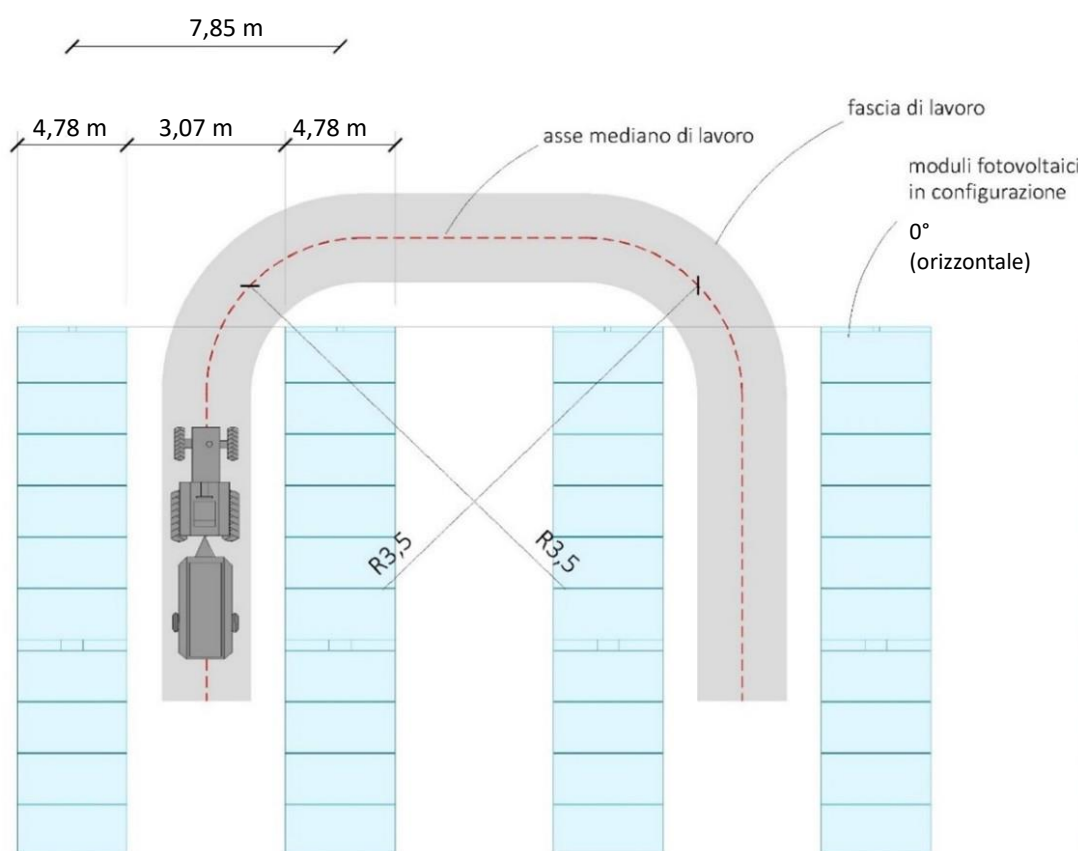 7,85 m
4,78 m
3,07 m
4,78 m
asse mediano di lavoro
fascia di lavoro
moduli fotovoltaici
in configurazione
0°
(orizzontale)
R3,5
R3,5